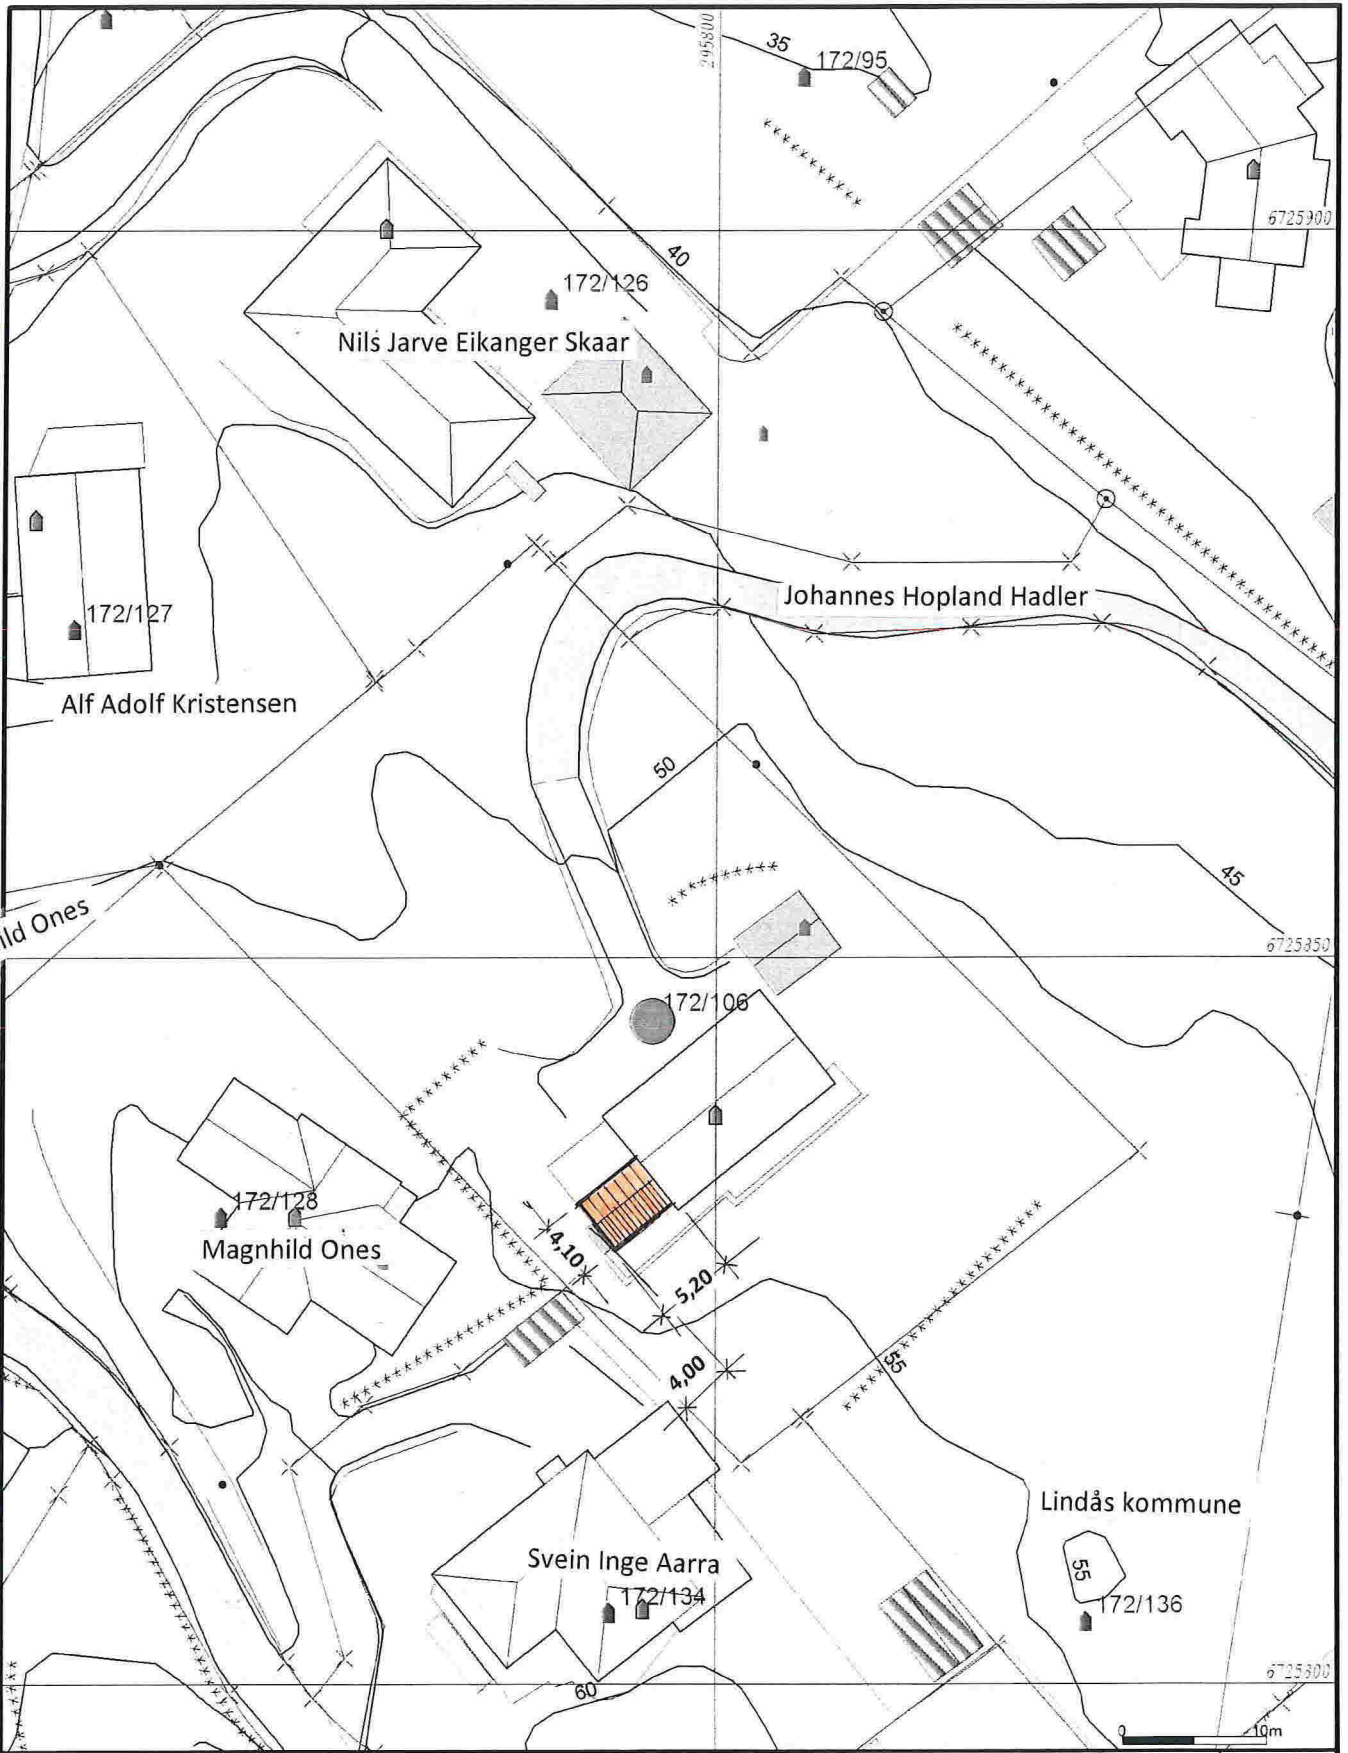 295800
35
172/95
6725900
40
172/126
Nils Jarve Eikanger Skaar
Johannes Hopland Hadler
172/127
Alf Adolf Kristensen
50
45
ild Ones
6725850
172/106
172/128
Magnhild Ones
4,10
5,20
4,00
55
Lindås kommune
55
Svein Inge Aarra
172/134
172/136
60
6725800
0 10m